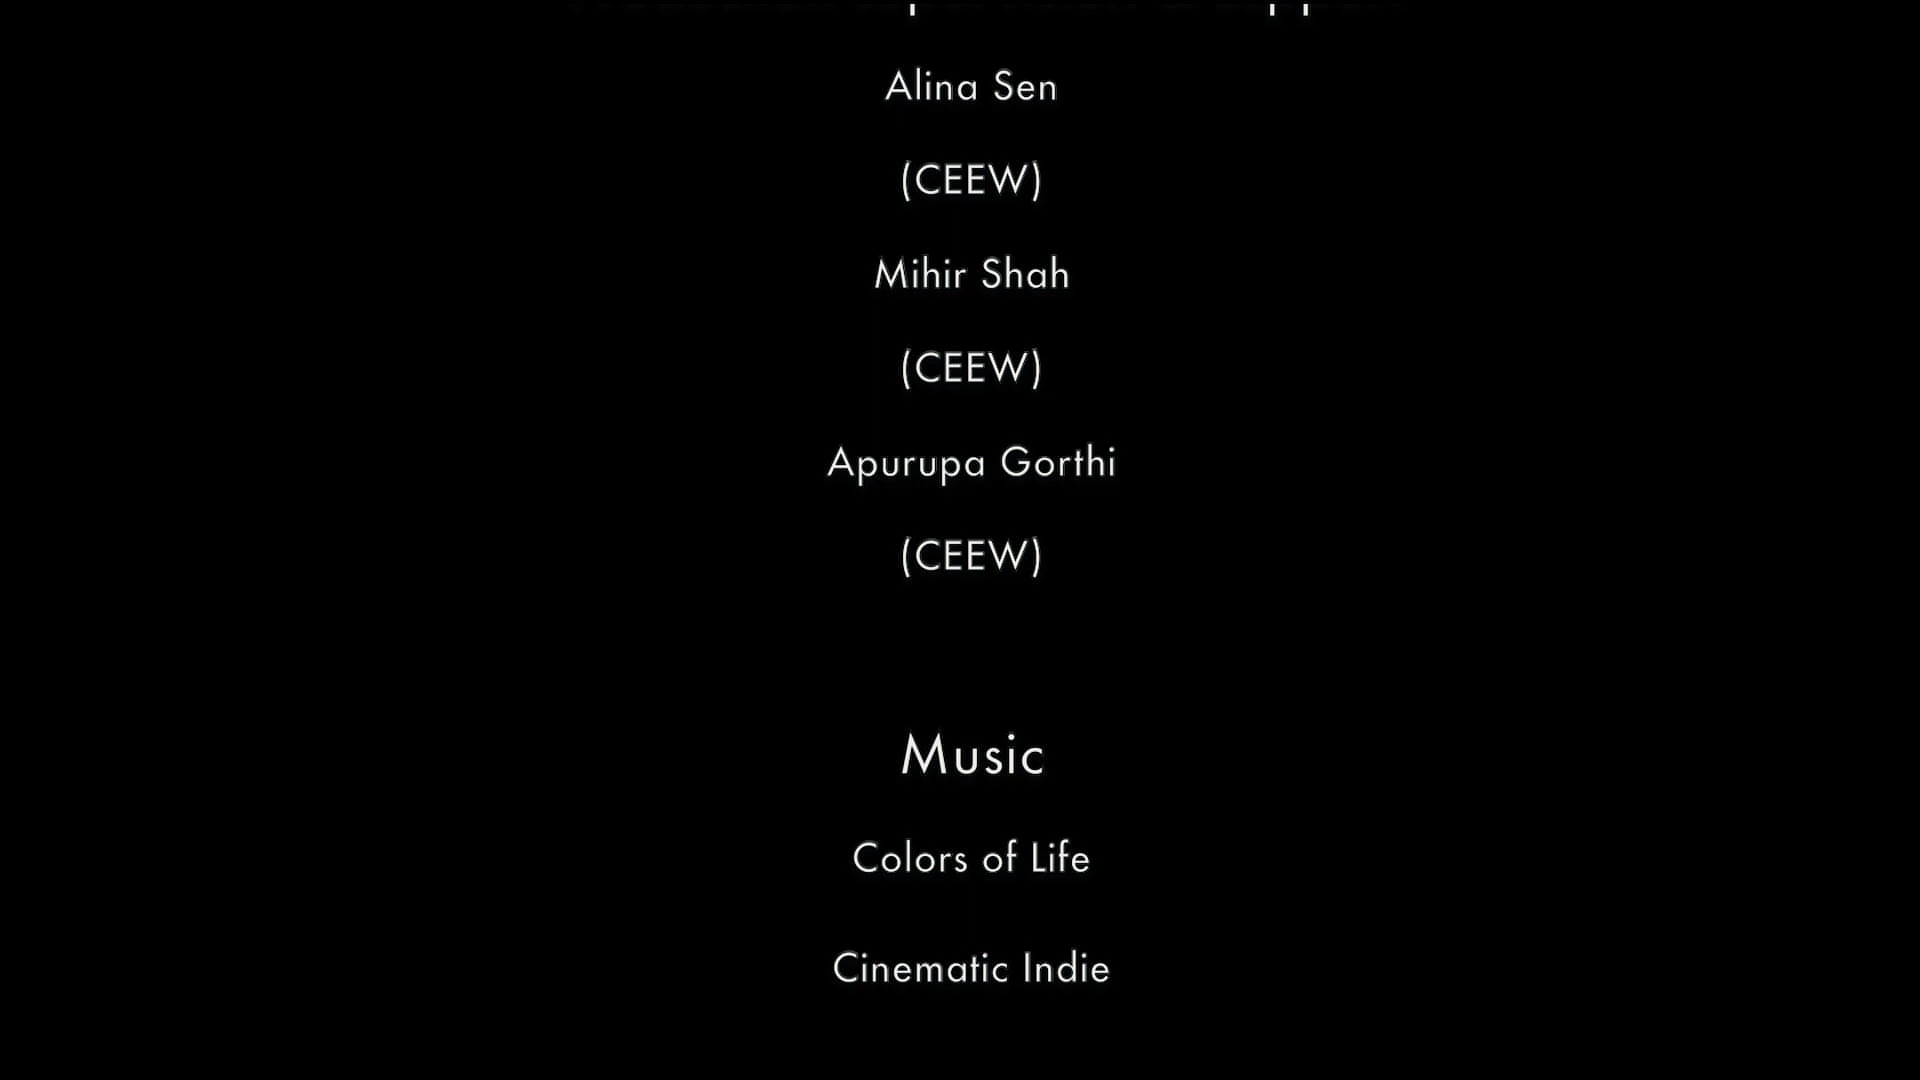 Alina Sen
(CEEW)
Mihir Shah
(CEEW)
Apurupa Gorthi
(CEEW)
Music
Colors of Life
Cinematic Indie